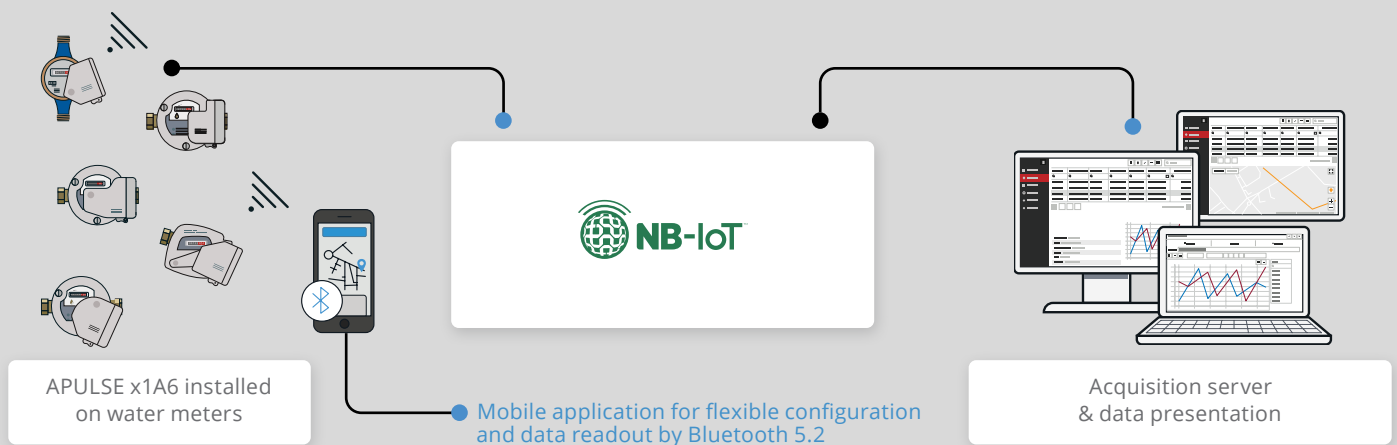 NB-IoT
APULSE x1A6 installed
on water meters
Mobile application for flexible configuration
and data readout by Bluetooth 5.2
Acquisition server
& data presentation